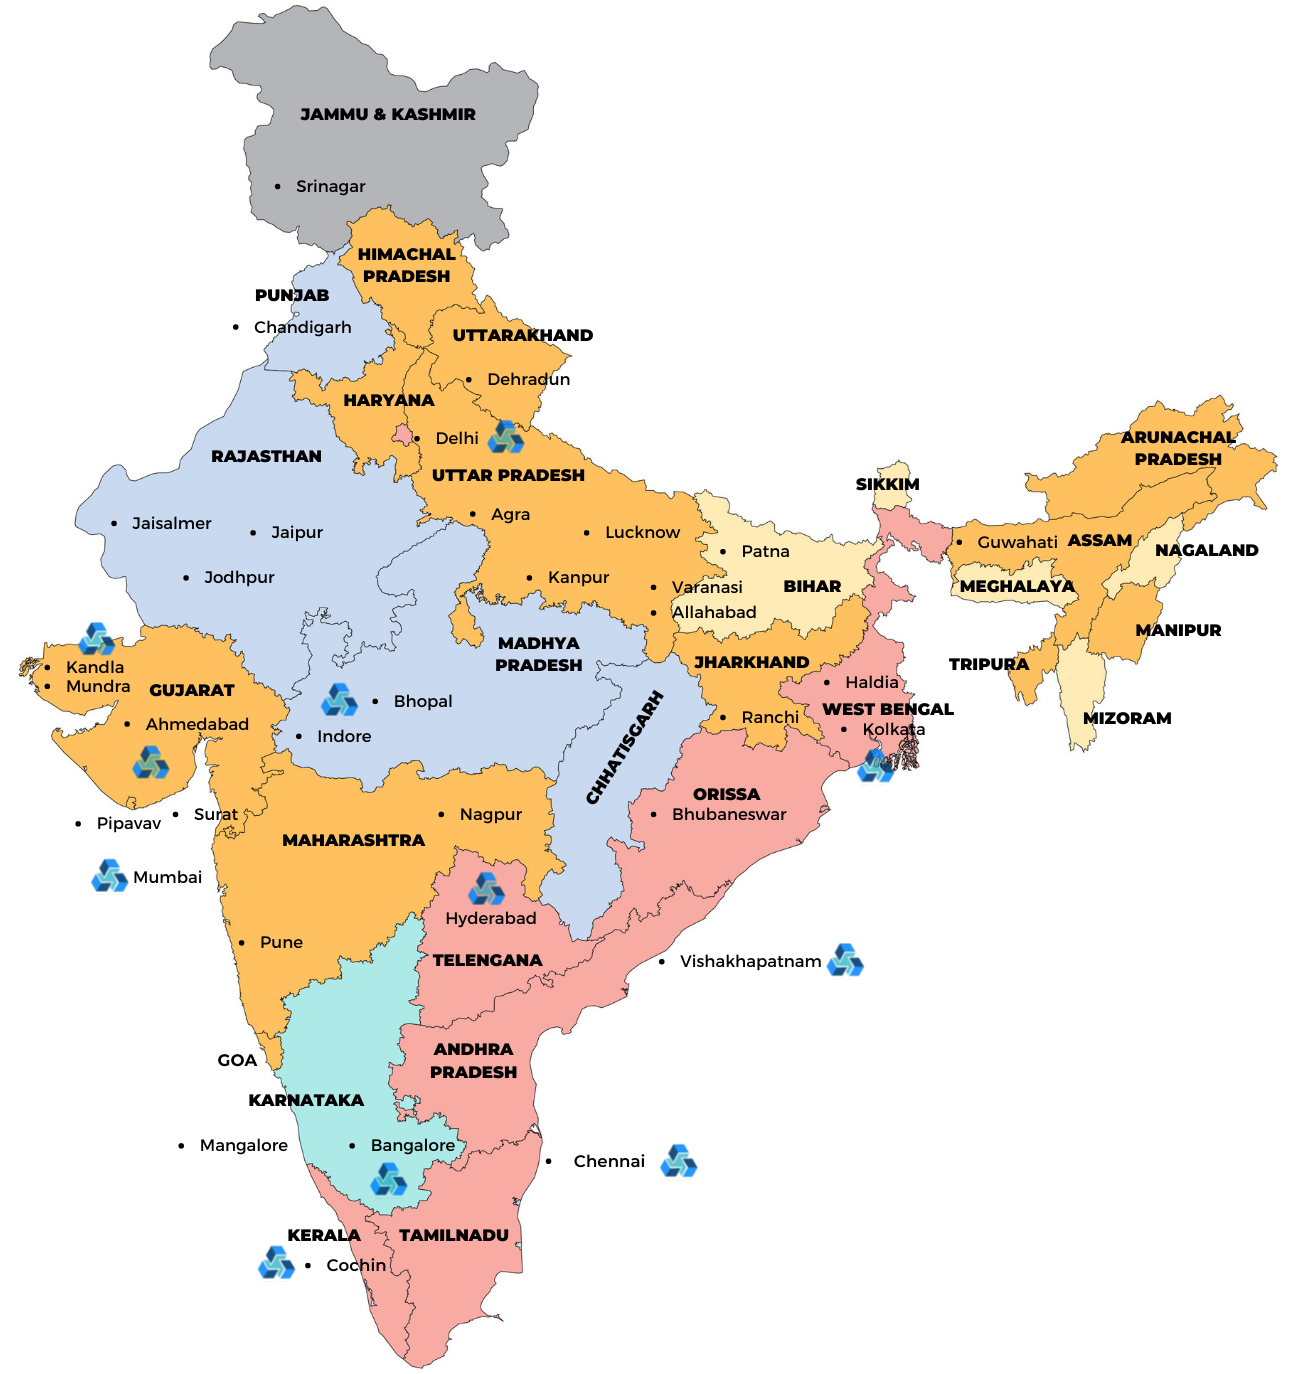 JAMMU & KASHMIR
Srinagar
HIMACHAL
PRADESH
PUNJAB
Chandigarh
UTTARAKHAND
Dehradun
HARYANA
Delhi
ARUNACHAL
PRADESH
RAJASTHAN
UTTAR PRADESH
SIKKIM
Agra
Jaisalmer
Jaipur
Lucknow
Guwahati
ASSAM
NAGALAND
Patna
Jodhpur
Kanpur
Varanasi
BIHAR
MEGHALAYA
Allahabad
MANIPUR
MADHYA
PRADESH
JHARKHAND
TRIPURA
Kandla
Mundra
GUJARAT
Haldia
Bhopal
WEST BENGAL
MIZORAM
Ahmedabad
Ranchi
Kolkata
Indore
CHHATISGARH
ORISSA
Surat
Nagpur
Bhubaneswar
Pipavav
MAHARASHTRA
Mumbai
Hyderabad
Pune
TELENGANA
Vishakhapatnam
GOA
ANDHRA
PRADESH
KARNATAKA
Mangalore
Bangalore
Chennai
KERALA
TAMILNADU
Cochin